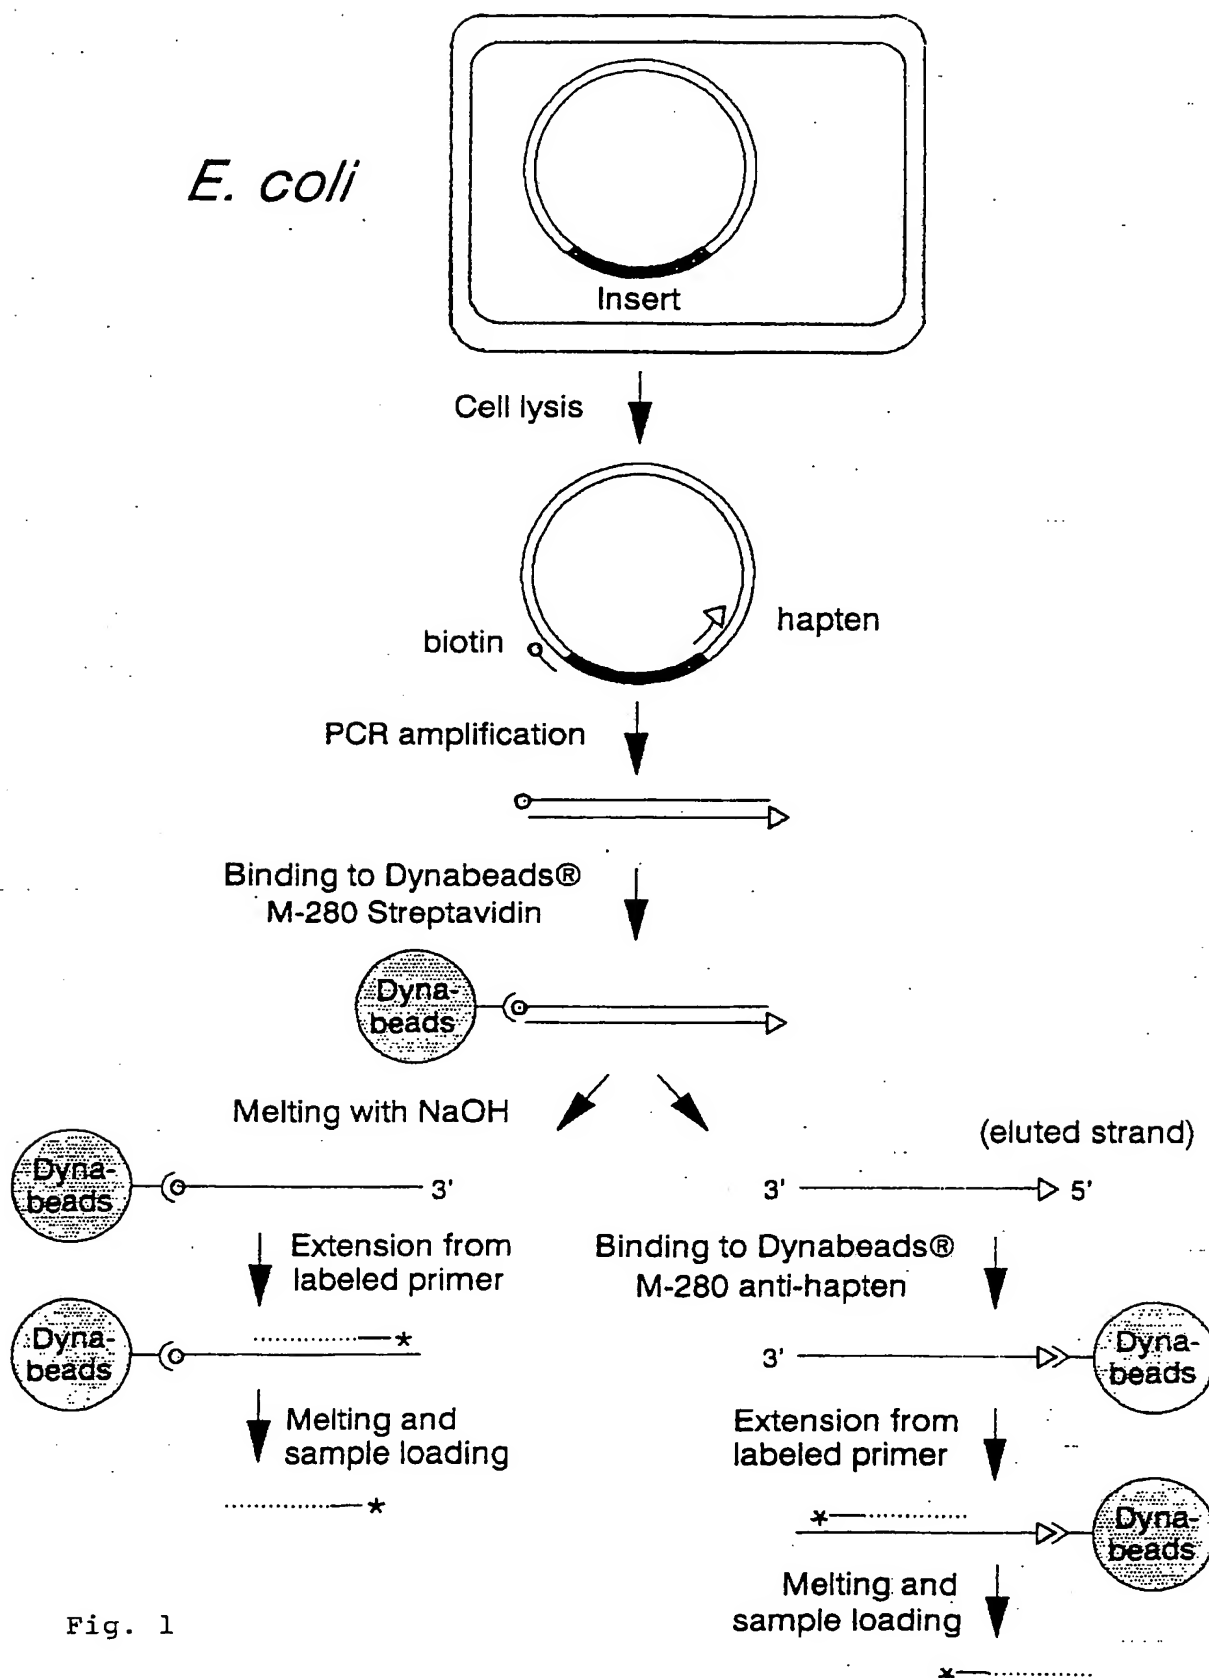 E. coli
Insert
Cell lysis
biotin
hapten
PCR amplification
Binding to Dynabeads®
M-280 Streptavidin
Dyna-
beads
Melting with NaOH
(eluted strand)
Dyna-
beads
3'
3'
5'
Extension from
labeled primer
Binding to Dynabeads®
M-280 anti-hapten
Dyna-
beads
*
3'
Dyna-
beads
Melting and
sample loading
Extension from
labeled primer
*
*
Dyna-
beads
Melting and
sample loading
*
Fig. 1